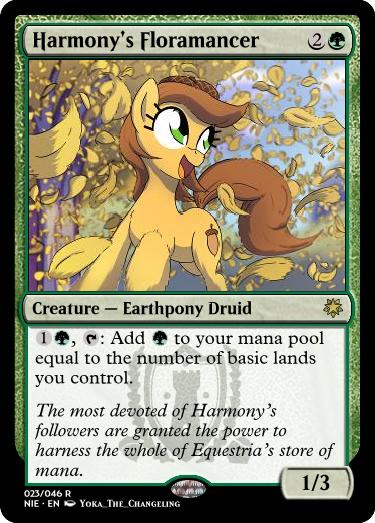 Harmony's Floramancer 2
Creature — Earthpony Druid
1, : Add to your mana pool
equal to the number of basic lands
you control.
The most devoted of Harmony's
followers are granted the power to
harness the whole of Equestria's store of
mana.
1/3
023/046 R
NIE • EN Yoka_The_Changeling